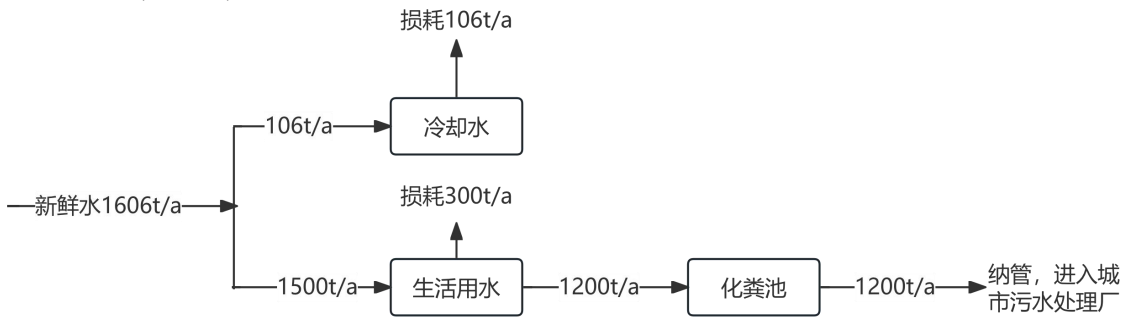 损耗106t/a
106t/a
冷却水
新鲜水1606t/a
损耗300t/a
1500t/a
生活用水
1200t/a
化粪池
1200t/a
纳管，进入城
市污水处理厂